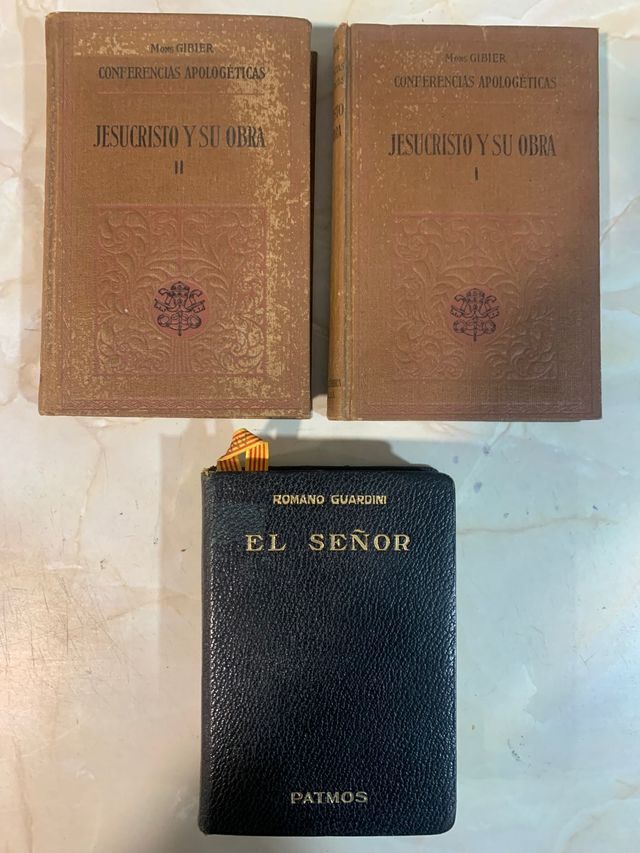 Mons GIBIER
CONFERENCIAS APOLOGÉTICAS
JESUCRISTO Y SU OBRA
II
Mons GIBIER
CONFERENCIAS APOLOGÉTICAS
JESUCRISTO Y SU OBRA
I
ROMANO GUARDINI
EL SEÑOR
PATMOS